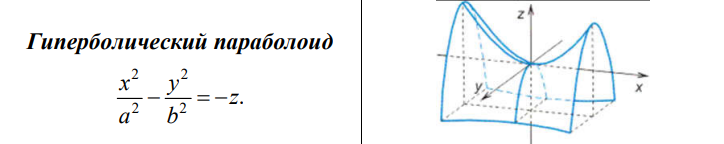 Гиперболический параболоид
x²/a² − y²/b² = −z.
z
y
x